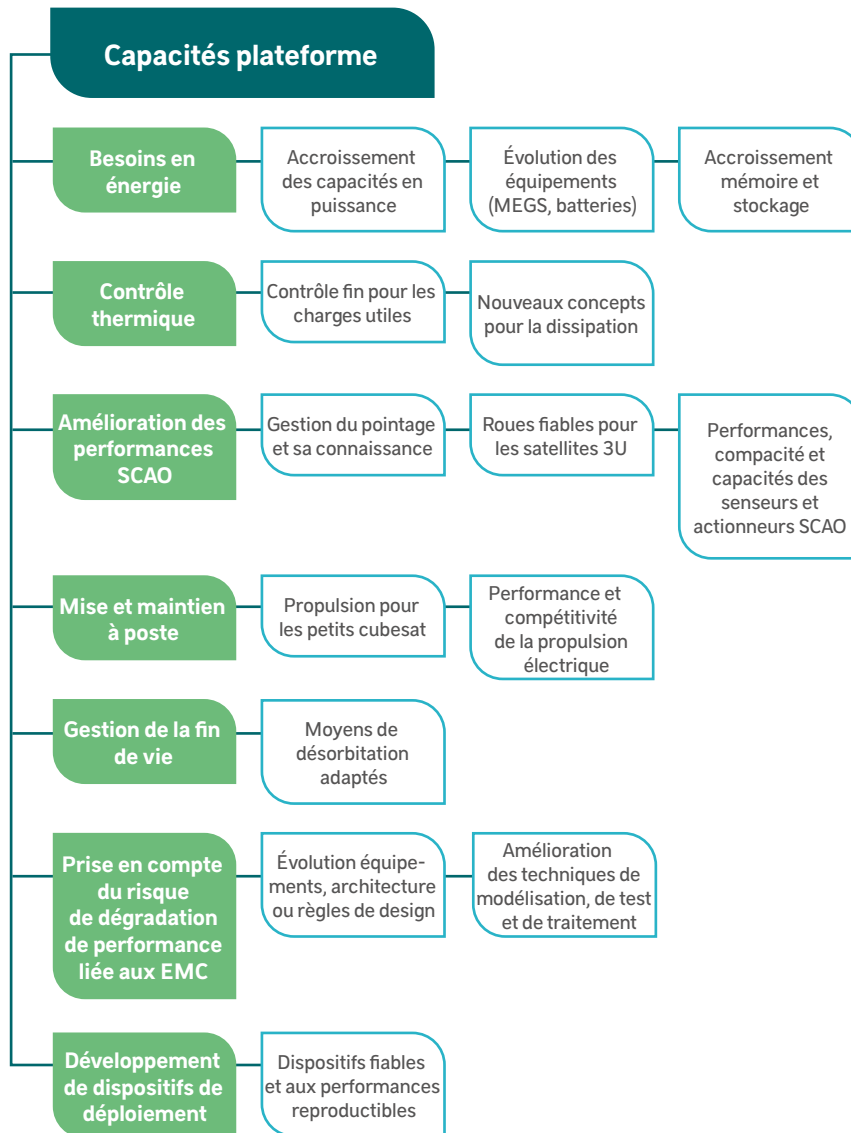 Capacités plateforme
Besoins en
énergie
Accroissement
des capacités en
puissance
Évolution des
équipements
(MEGS, batteries)
Accroissement
mémoire et
stockage
Contrôle
thermique
Contrôle fin pour les
charges utiles
Nouveaux concepts
pour la dissipation
Amélioration des
performances
SCAO
Gestion du pointage
et sa connaissance
Roues fiables pour
les satellites 3U
Performances,
compacité et
capacités des
senseurs et
actionneurs SCAO
Mise et maintien
à poste
Propulsion pour
les petits cubesat
Performance et
compétitivité
de la propulsion
électrique
Gestion de la fin
de vie
Moyens de
désorbitation
adaptés
Prise en compte
du risque
de dégradation
de performance
liée aux EMC
Évolution équipe-
ments, architecture
ou règles de design
Amélioration
des techniques de
modélisation, de test
et de traitement
Développement
de dispositifs de
déploiement
Dispositifs fiables
et aux performances
reproductibles